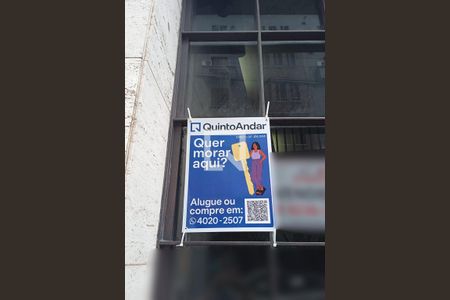 QuintoAndar
Quer
morar
aqui?
Alugue ou
compre em:
4020-2507